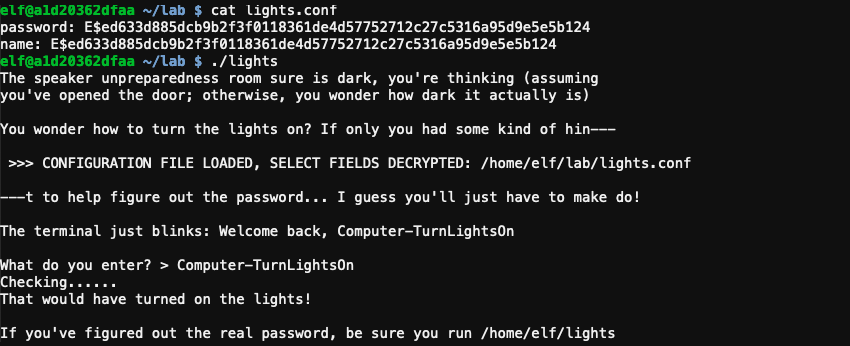 elf@a1d20362dfaa ~/lab $ cat lights.conf
password: E$ed633d885dcb9b2f3f0118361de4d57752712c27c5316a95d9e5e5b124
name: E$ed633d885dcb9b2f3f0118361de4d57752712c27c5316a95d9e5e5b124
elf@a1d20362dfaa ~/lab $ ./lights
The speaker unpreparedness room sure is dark, you're thinking (assuming
you've opened the door; otherwise, you wonder how dark it actually is)
You wonder how to turn the lights on? If only you had some kind of hin---
>>> CONFIGURATION FILE LOADED, SELECT FIELDS DECRYPTED: /home/elf/lab/lights.conf
---t to help figure out the password... I guess you'll just have to make do!
The terminal just blinks: Welcome back, Computer-TurnLightsOn
What do you enter? > Computer-TurnLightsOn
Checking......
That would have turned on the lights!
If you've figured out the real password, be sure you run /home/elf/lights